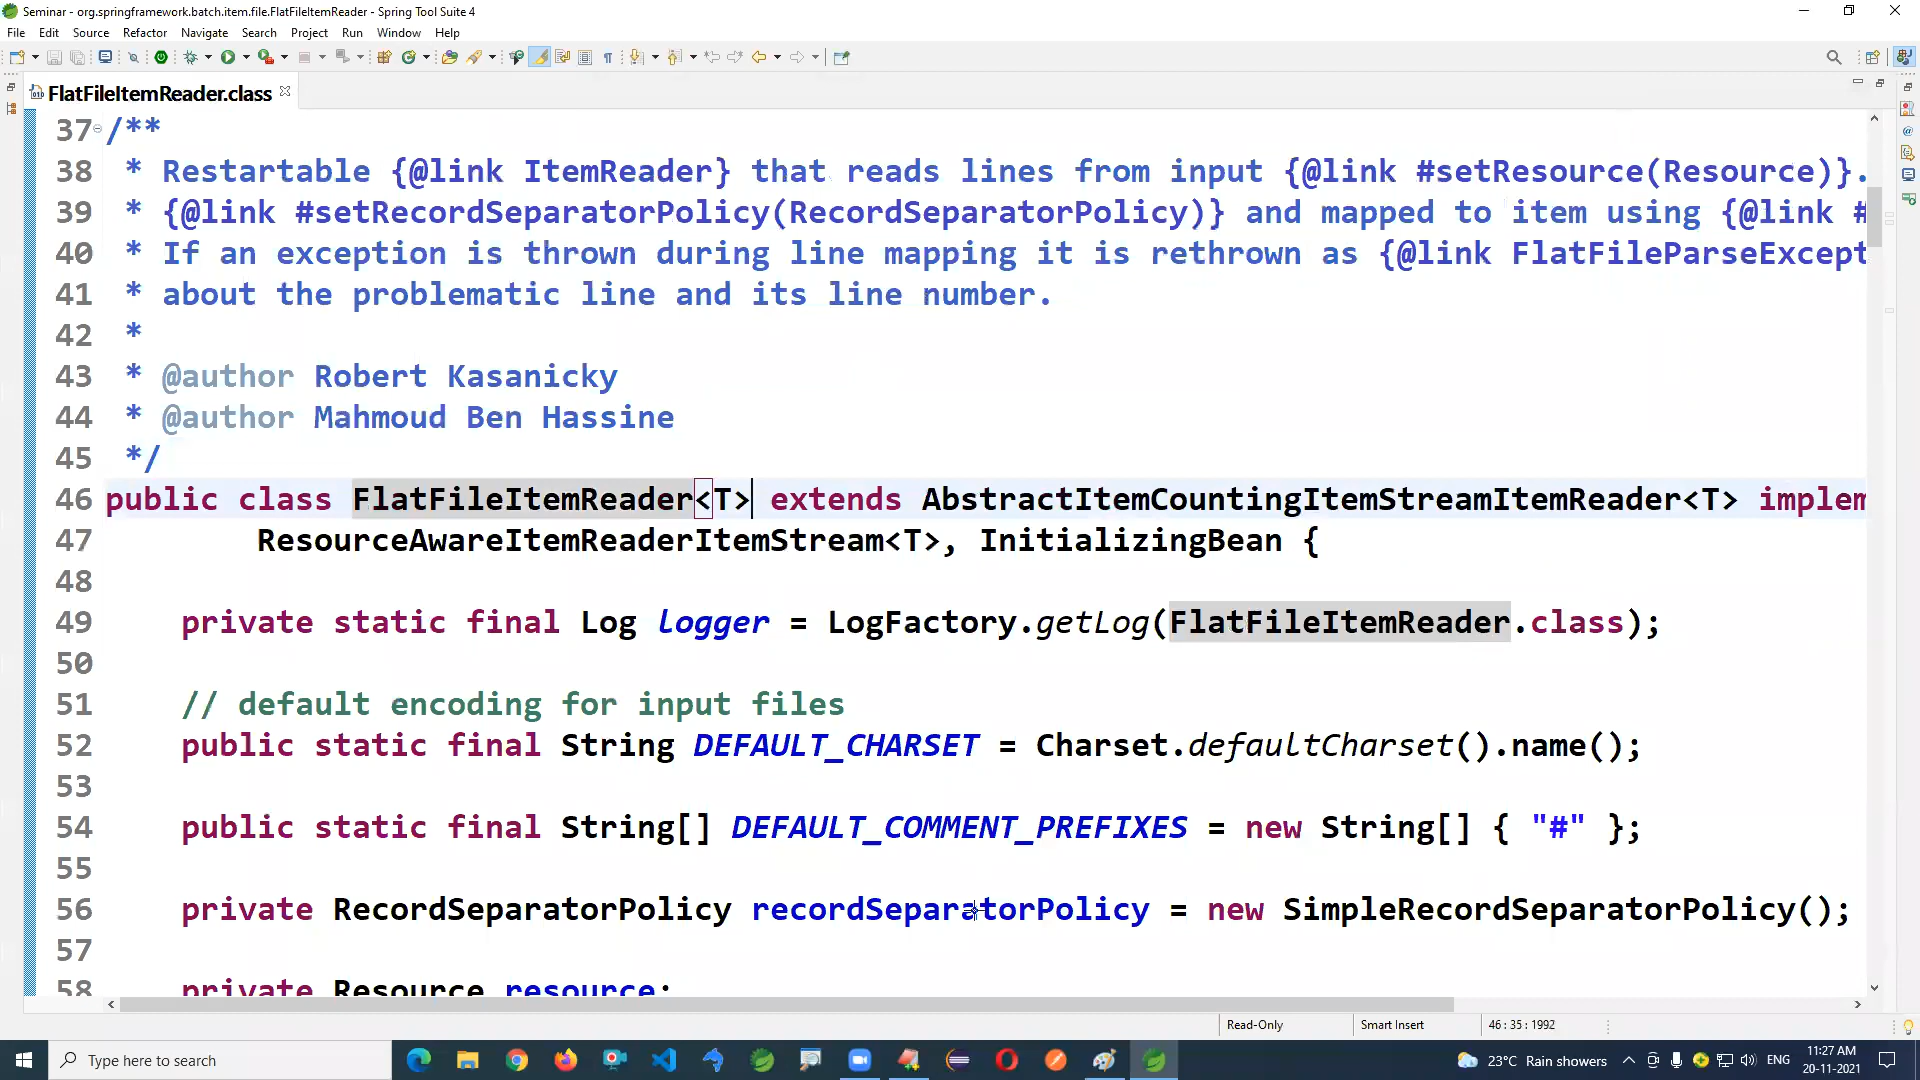 Seminar - org.springframework.batch.item.file.FlatFileItemReader - Spring Tool Suite 4
File Edit Source Refactor Navigate Search Project Run Window Help
FlatFileItemReader.class
37 /**
38 * Restartable {@link ItemReader} that reads lines from input {@link #setResource(Resource)}.
39 * {@link #setRecordSeparatorPolicy(RecordSeparatorPolicy)} and mapped to item using {@link #
40 * If an exception is thrown during line mapping it is rethrown as {@link FlatFileParseExcept
41 * about the problematic line and its line number.
42 *
43 * @author Robert Kasanicky
44 * @author Mahmoud Ben Hassine
45 */
46 public class FlatFileItemReader<T> extends AbstractItemCountingItemStreamItemReader<T> implem
47 ResourceAwareItemReaderItemStream<T>, InitializingBean {
48
49 private static final Log logger = LogFactory.getLog(FlatFileItemReader.class);
50
51 // default encoding for input files
52 public static final String DEFAULT_CHARSET = Charset.defaultCharset().name();
53
54 public static final String[] DEFAULT_COMMENT_PREFIXES = new String[] { "#" };
55
56 private RecordSeparatorPolicy recordSeparatorPolicy = new SimpleRecordSeparatorPolicy();
57
58 private Resource resource;
Read-Only Smart Insert 46 : 35 : 1992
Type here to search 23°C Rain showers ENG 11:27 AM
20-11-2021